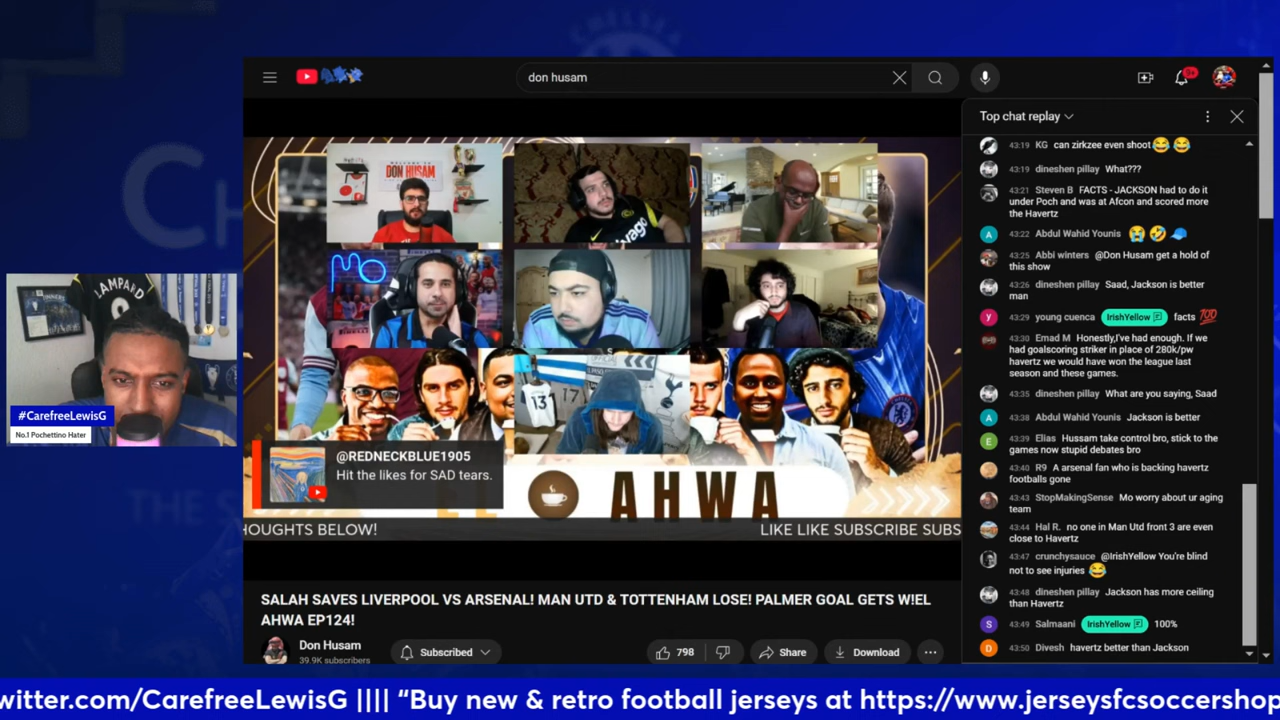 CHELSEA
don husam
9+
Top chat replay
43:19 KG can zirkzee even shoot😂😂
43:19 dineshen pillay What???
43:21 Steven B FACTS - JACKSON had to do it
under Poch and was at Afcon and scored more
the Havertz
43:22 Abdul Wahid Younis 😭🤣🧢
43:25 Abbi winters @Don Husam get a hold of
this show
43:26 dineshen pillay Saad, Jackson is better
man
43:29 young cuenca IrishYellow facts 💯
43:30 Emad M Honestly,I've had enough. If we
had goalscoring striker in place of 280k/pw
havertz we would have won the league last
season and these games.
43:35 dineshen pillay What are you saying, Saad
43:38 Abdul Wahid Younis Jackson is better
43:39 Elias Hussam take control bro, stick to the
games now stupid debates bro
43:40 R9 A arsenal fan who is backing havertz
footballs gone
43:43 StopMakingSense Mo worry about ur aging
team
43:44 Hal R. no one in Man Utd front 3 are even
close to Havertz
43:47 crunchysauce @IrishYellow You're blind
not to see injuries 😂
43:48 dineshen pillay Jackson has more ceiling
than Havertz
43:49 Salmaani IrishYellow 100%
43:50 Divesh havertz better than Jackson
DON HUSAM
MO
13
LAMPARD
#CarefreeLewisG
No.1 Pochettino Hater
@REDNECKBLUE1905
Hit the likes for SAD tears.
EL AHWA
HOUGHTS BELOW!
LIKE LIKE SUBSCRIBE SUBS
SALAH SAVES LIVERPOOL VS ARSENAL! MAN UTD & TOTTENHAM LOSE! PALMER GOAL GETS W!EL
AHWA EP124!
Don Husam
39.9K subscribers
Subscribed
798
Share
Download
witter.com/CarefreeLewisG |||| “Buy new & retro football jerseys at https://www.jerseysfcsoccershop